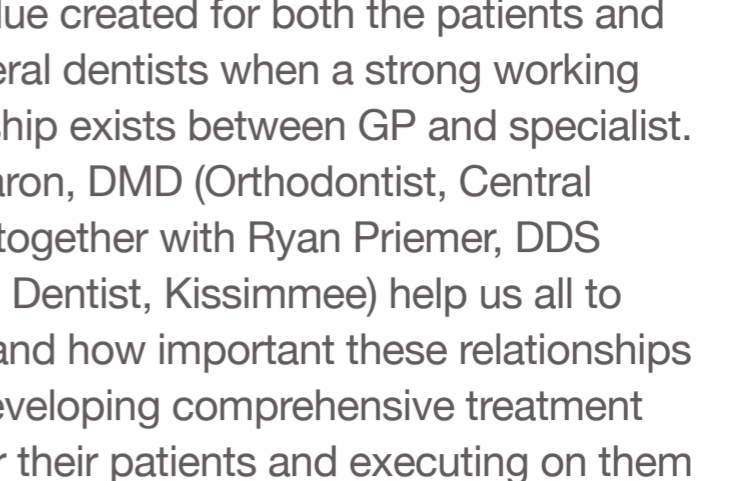 lue created for both the patients and
eral dentists when a strong working
ship exists between GP and specialist.
aron, DMD (Orthodontist, Central
together with Ryan Priemer, DDS
Dentist, Kissimmee) help us all to
and how important these relationships
eveloping comprehensive treatment
r their patients and executing on them